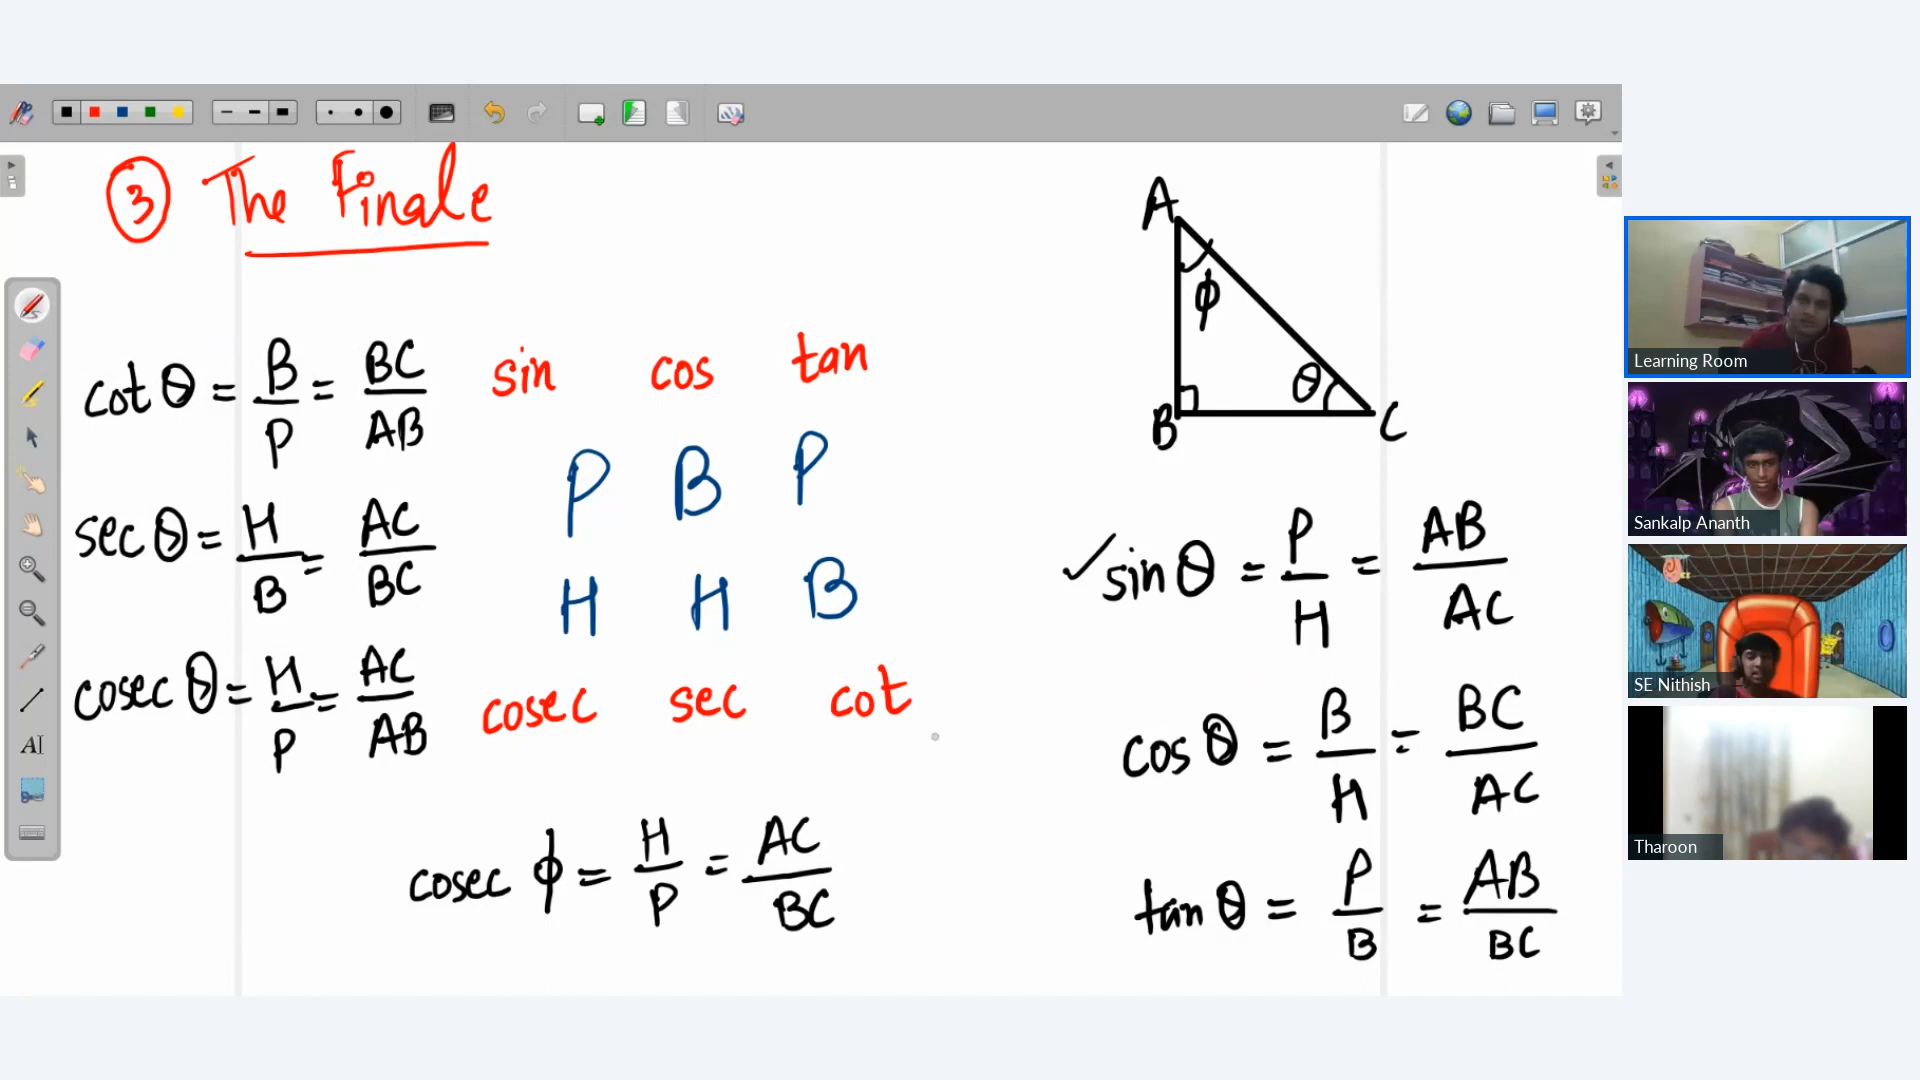 ③ The Finale
A
ϕ
θ
B
C
cot θ = B/P = BC/AB
sec θ = H/B = AC/BC
cosec θ = H/P = AC/AB
sin cos tan
P B P
H H B
cosec sec cot
cosec ϕ = H/P = AC/BC
✓sin θ = P/H = AB/AC
cos θ = B/H = BC/AC
tan θ = P/B = AB/BC
AI
Learning Room
Sankalp Ananth
SE Nithish
Tharoon